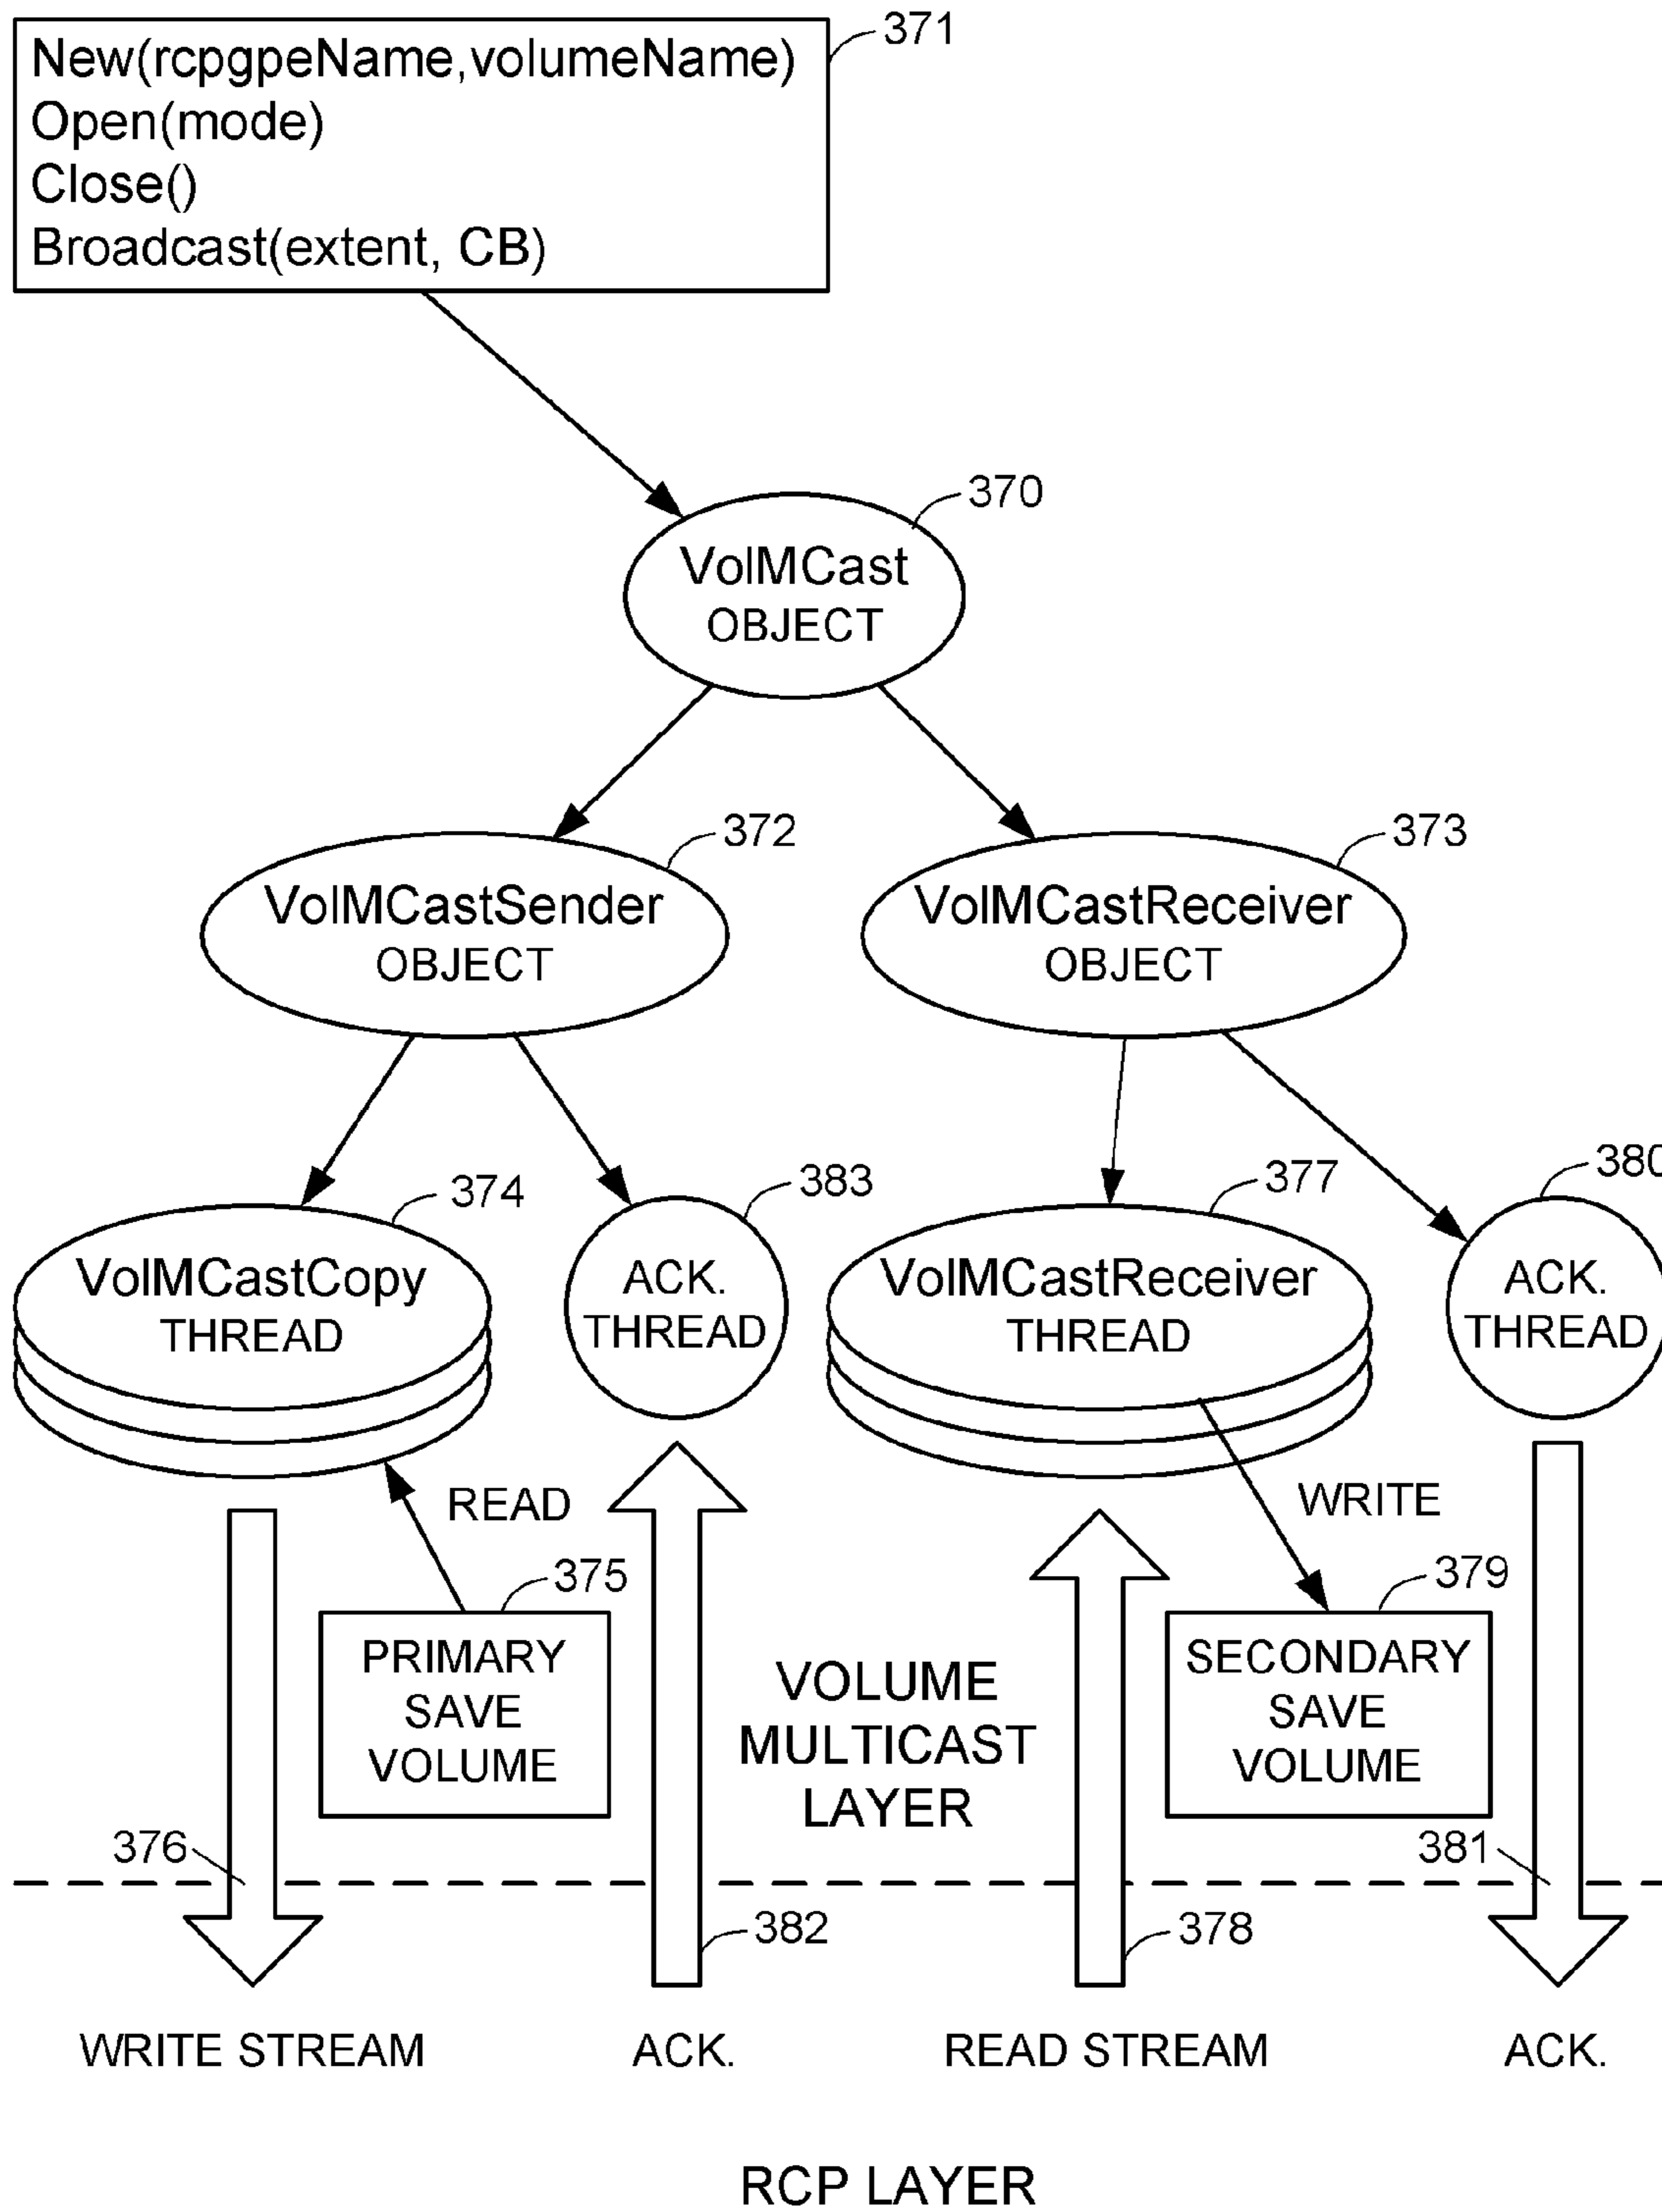 371
New(rcpgpeName,volumeName)
Open(mode)
Close()
Broadcast(extent, CB)
370
VolMCast
OBJECT
372
373
VolMCastSender
OBJECT
VolMCastReceiver
OBJECT
374
383
377
380
VolMCastCopy
THREAD
ACK.
THREAD
VolMCastReceiver
THREAD
ACK.
THREAD
READ
WRITE
375
379
PRIMARY
SAVE
VOLUME
VOLUME
MULTICAST
LAYER
SECONDARY
SAVE
VOLUME
376
381
382
378
WRITE STREAM
ACK.
READ STREAM
ACK.
RCP LAYER